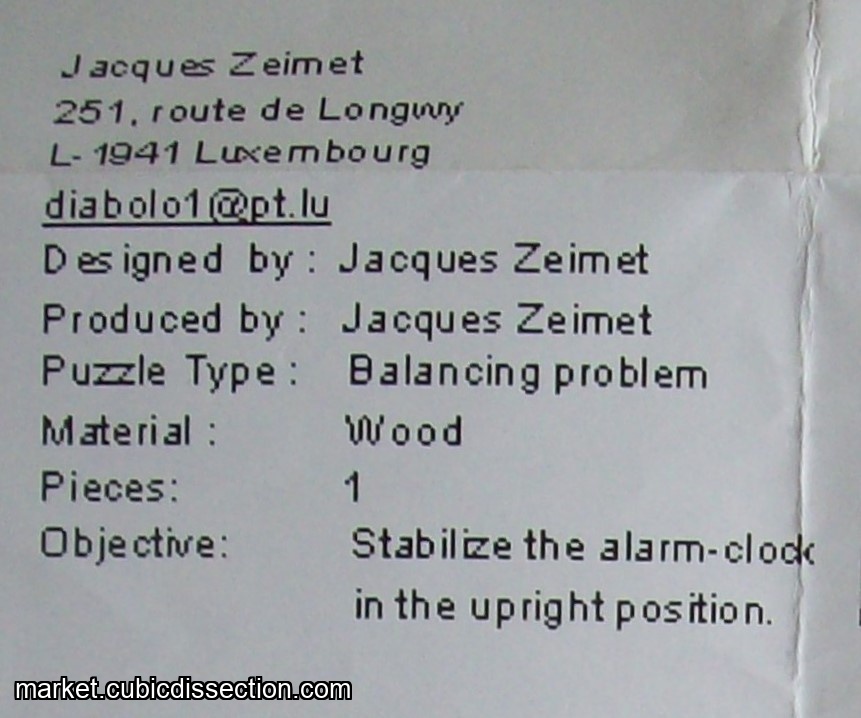 Jacques Zeimet
251, route de Longwy
L- 1941 Luxembourg
diabolo1@pt.lu
Designed by : Jacques Zeimet
Produced by : Jacques Zeimet
Puzzle Type : Balancing problem
Material : Wood
Pieces: 1
Objective: Stabilize the alarm-clock
in the upright position.
market.cubicdissection.com